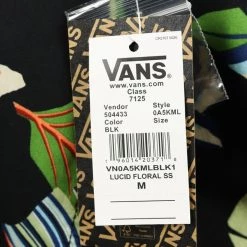 VANS
www.vans.com
Class
7125
Vendor Style
504433 0A5KML
Color Size
BLK
VN0A5KMLBLK1
LUCID FLORAL SS
M